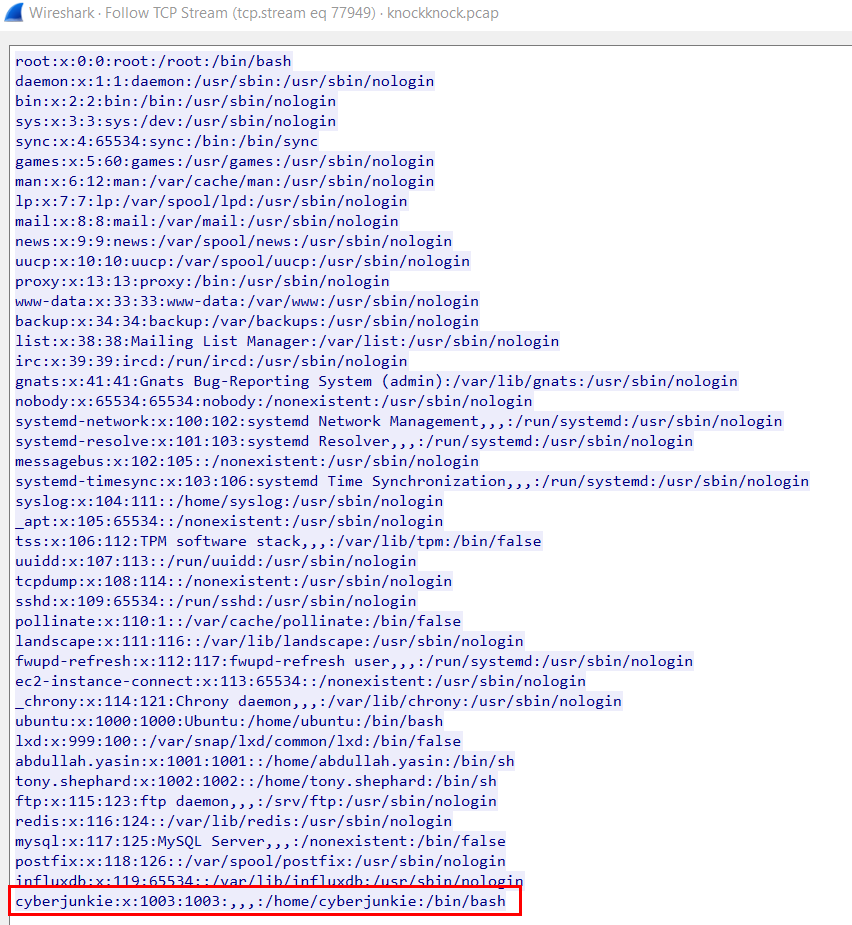 Wireshark · Follow TCP Stream (tcp.stream eq 77949) · knockknock.pcap
root:x:0:0:root:/root:/bin/bash
daemon:x:1:1:daemon:/usr/sbin:/usr/sbin/nologin
bin:x:2:2:bin:/bin:/usr/sbin/nologin
sys:x:3:3:sys:/dev:/usr/sbin/nologin
sync:x:4:65534:sync:/bin:/bin/sync
games:x:5:60:games:/usr/games:/usr/sbin/nologin
man:x:6:12:man:/var/cache/man:/usr/sbin/nologin
lp:x:7:7:lp:/var/spool/lpd:/usr/sbin/nologin
mail:x:8:8:mail:/var/mail:/usr/sbin/nologin
news:x:9:9:news:/var/spool/news:/usr/sbin/nologin
uucp:x:10:10:uucp:/var/spool/uucp:/usr/sbin/nologin
proxy:x:13:13:proxy:/bin:/usr/sbin/nologin
www-data:x:33:33:www-data:/var/www:/usr/sbin/nologin
backup:x:34:34:backup:/var/backups:/usr/sbin/nologin
list:x:38:38:Mailing List Manager:/var/list:/usr/sbin/nologin
irc:x:39:39:ircd:/run/ircd:/usr/sbin/nologin
gnats:x:41:41:Gnats Bug-Reporting System (admin):/var/lib/gnats:/usr/sbin/nologin
nobody:x:65534:65534:nobody:/nonexistent:/usr/sbin/nologin
systemd-network:x:100:102:systemd Network Management,,,:/run/systemd:/usr/sbin/nologin
systemd-resolve:x:101:103:systemd Resolver,,,:/run/systemd:/usr/sbin/nologin
messagebus:x:102:105::/nonexistent:/usr/sbin/nologin
systemd-timesync:x:103:106:systemd Time Synchronization,,,:/run/systemd:/usr/sbin/nologin
syslog:x:104:111::/home/syslog:/usr/sbin/nologin
_apt:x:105:65534::/nonexistent:/usr/sbin/nologin
tss:x:106:112:TPM software stack,,,:/var/lib/tpm:/bin/false
uuidd:x:107:113::/run/uuidd:/usr/sbin/nologin
tcpdump:x:108:114::/nonexistent:/usr/sbin/nologin
sshd:x:109:65534::/run/sshd:/usr/sbin/nologin
pollinate:x:110:1::/var/cache/pollinate:/bin/false
landscape:x:111:116::/var/lib/landscape:/usr/sbin/nologin
fwupd-refresh:x:112:117:fwupd-refresh user,,,:/run/systemd:/usr/sbin/nologin
ec2-instance-connect:x:113:65534::/nonexistent:/usr/sbin/nologin
_chrony:x:114:121:Chrony daemon,,,:/var/lib/chrony:/usr/sbin/nologin
ubuntu:x:1000:1000:Ubuntu:/home/ubuntu:/bin/bash
lxd:x:999:100::/var/snap/lxd/common/lxd:/bin/false
abdullah.yasin:x:1001:1001::/home/abdullah.yasin:/bin/sh
tony.shephard:x:1002:1002::/home/tony.shephard:/bin/sh
ftp:x:115:123:ftp daemon,,,:/srv/ftp:/usr/sbin/nologin
redis:x:116:124::/var/lib/redis:/usr/sbin/nologin
mysql:x:117:125:MySQL Server,,,:/nonexistent:/bin/false
postfix:x:118:126::/var/spool/postfix:/usr/sbin/nologin
influxdb:x:119:65534::/var/lib/influxdb:/usr/sbin/nologin
cyberjunkie:x:1003:1003:,,,:/home/cyberjunkie:/bin/bash